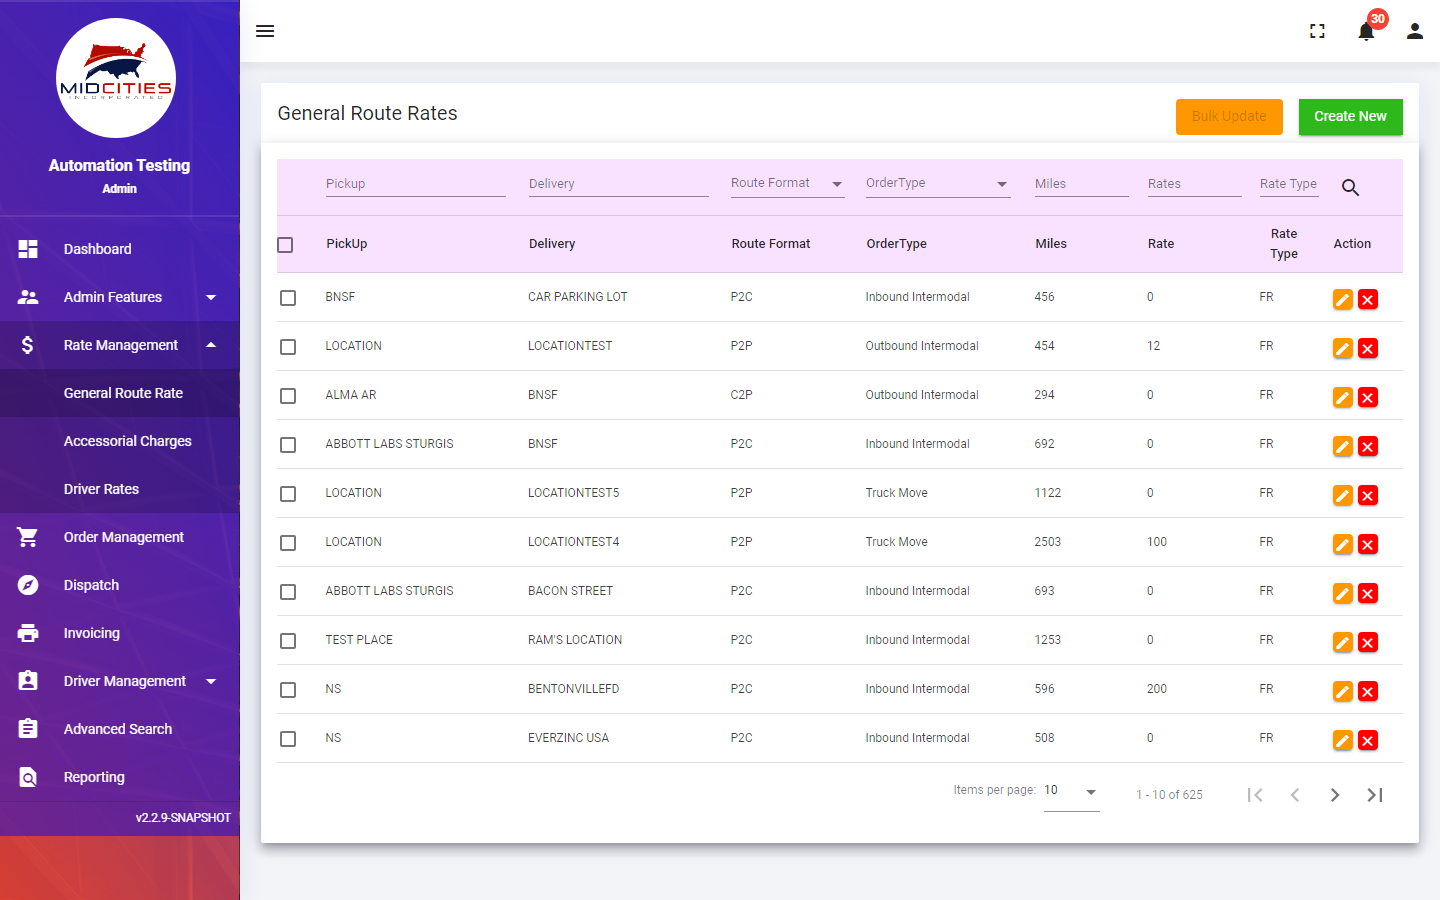 MIDCITIES
INCORPORATED
Automation Testing
Admin
Dashboard
Admin Features
Rate Management
General Route Rate
Accessorial Charges
Driver Rates
Order Management
Dispatch
Invoicing
Driver Management
Advanced Search
Reporting
v2.2.9-SNAPSHOT
30
General Route Rates
Bulk Update
Create New
Pickup Delivery Route Format OrderType Miles Rates Rate Type
PickUp Delivery Route Format OrderType Miles Rate Rate Type Action
BNSF CAR PARKING LOT P2C Inbound Intermodal 456 0 FR
LOCATION LOCATIONTEST P2P Outbound Intermodal 454 12 FR
ALMA AR BNSF C2P Outbound Intermodal 294 0 FR
ABBOTT LABS STURGIS BNSF P2C Inbound Intermodal 692 0 FR
LOCATION LOCATIONTEST5 P2P Truck Move 1122 0 FR
LOCATION LOCATIONTEST4 P2P Truck Move 2503 100 FR
ABBOTT LABS STURGIS BACON STREET P2C Inbound Intermodal 693 0 FR
TEST PLACE RAM'S LOCATION P2C Inbound Intermodal 1253 0 FR
NS BENTONVILLEFD P2C Inbound Intermodal 596 200 FR
NS EVERZINC USA P2C Inbound Intermodal 508 0 FR
Items per page: 10 1 - 10 of 625